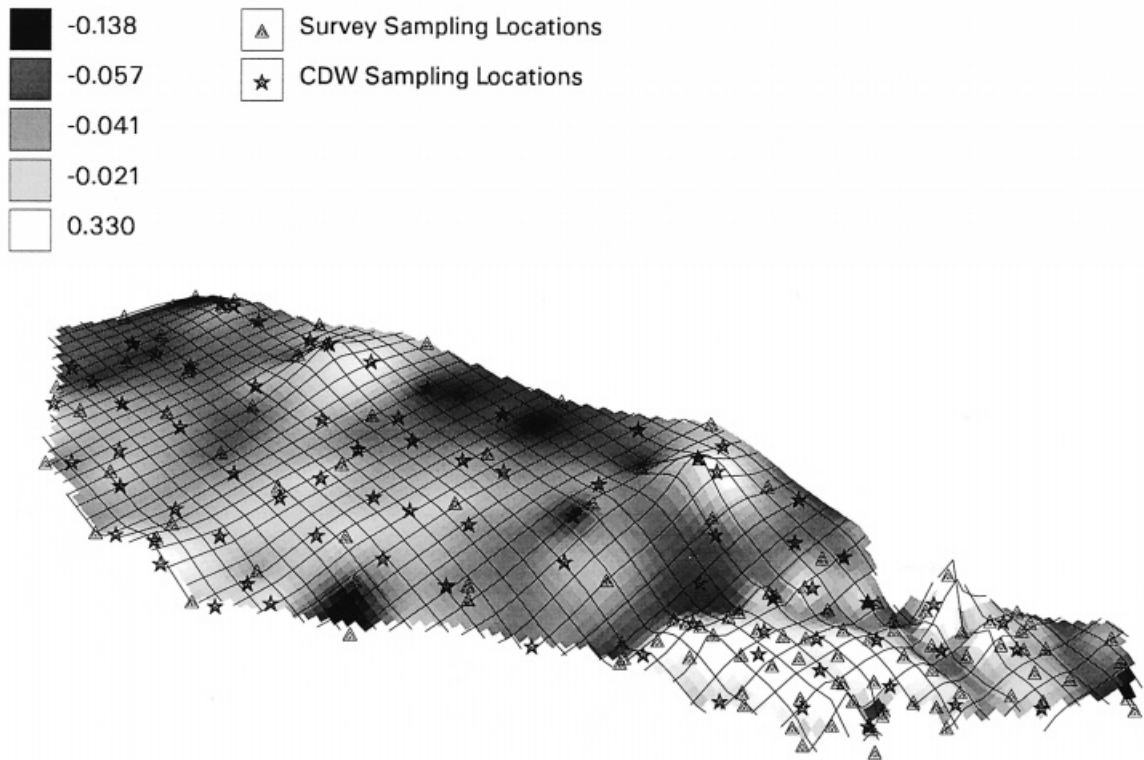 -0.138
-0.057
-0.041
-0.021
0.330
Survey Sampling Locations
CDW Sampling Locations